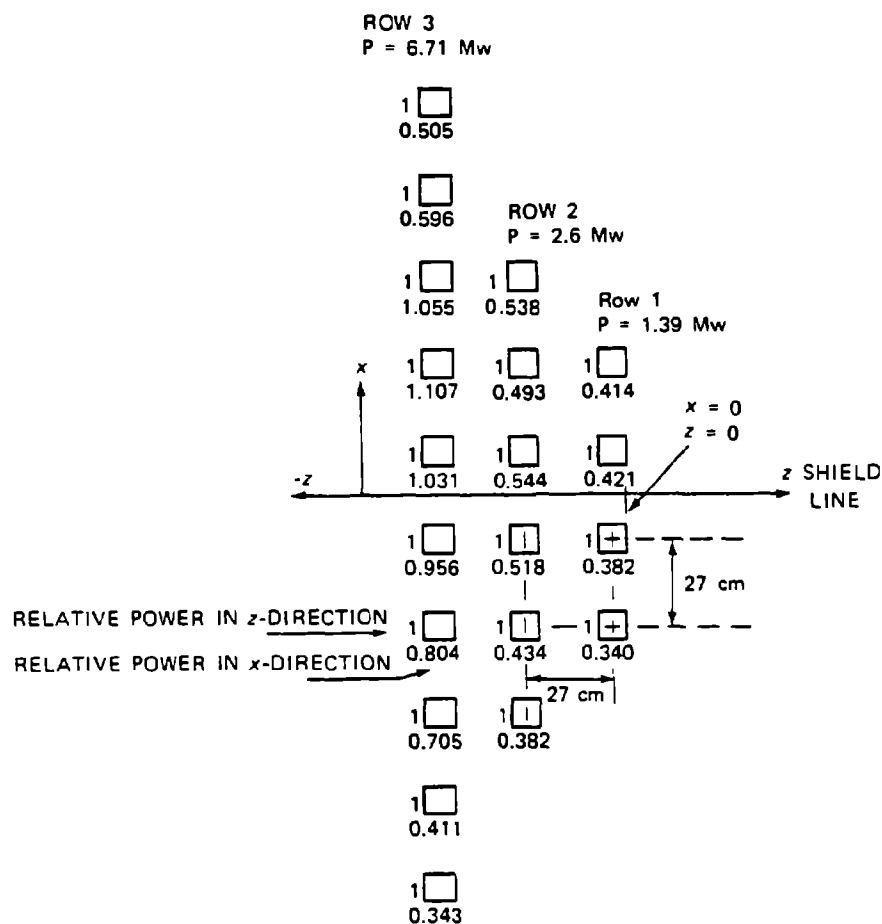 ROW 3
P = 6.71 Mw
1
0.505
1
0.596
ROW 2
P = 2.6 Mw
1 1
1.055 0.538
Row 1
P = 1.39 Mw
x
1 1 1
1.107 0.493 0.414
x = 0
z = 0
1 1 1
1.031 0.544 0.421
-z
z SHIELD
LINE
1 1 1
0.956 0.518 0.382
27 cm
RELATIVE POWER IN z-DIRECTION
1 1 1
0.804 0.434 0.340
RELATIVE POWER IN x-DIRECTION
27 cm
1 1
0.705 0.382
1
0.411
1
0.343